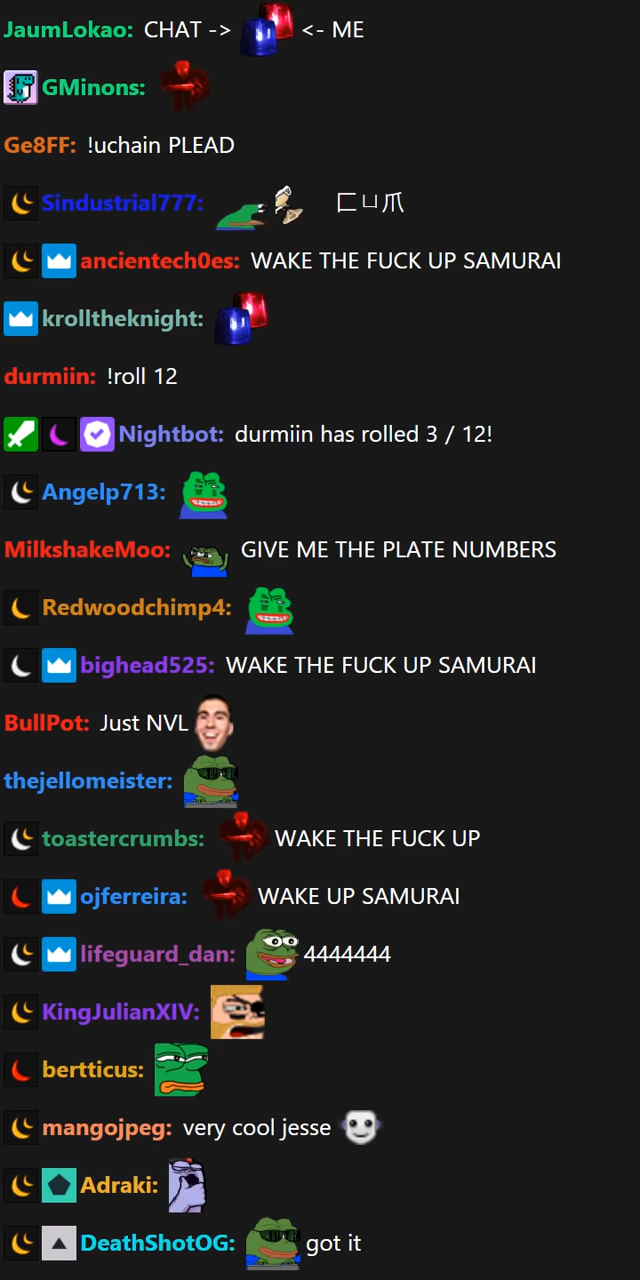 JaumLokao: CHAT -> <- ME
GMinons:
Ge8FF: !uchain PLEAD
Sindustrial777: 匚ㄩ爪
ancientech0es: WAKE THE FUCK UP SAMURAI
krolltheknight:
durmiin: !roll 12
Nightbot: durmiin has rolled 3 / 12!
Angelp713:
MilkshakeMoo: GIVE ME THE PLATE NUMBERS
Redwoodchimp4:
bighead525: WAKE THE FUCK UP SAMURAI
BullPot: Just NVL
thejellomeister:
toastercrumbs: WAKE THE FUCK UP
ojferreira: WAKE UP SAMURAI
lifeguard_dan: 4444444
KingJulianXIV:
bertticus:
mangojpeg: very cool jesse
Adraki:
DeathShotOG: got it